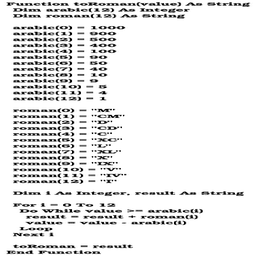 Function toRoman(value) As String
Dim arabic(12) As Integer
Dim roman(12) As String
arabic(0) = 1000
arabic(1) = 900
arabic(2) = 500
arabic(3) = 400
arabic(4) = 100
arabic(5) = 90
arabic(6) = 50
arabic(7) = 40
arabic(8) = 10
arabic(9) = 9
arabic(10) = 5
arabic(11) = 4
arabic(12) = 1
roman(0) = "M"
roman(1) = "CM"
roman(2) = "D"
roman(3) = "CD"
roman(4) = "C"
roman(5) = "XC"
roman(6) = "L"
roman(7) = "XL"
roman(8) = "X"
roman(9) = "IX"
roman(10) = "V"
roman(11) = "IV"
roman(12) = "I"
Dim i As Integer, result As String
For i = 0 To 12
Do While value >= arabic(i)
result = result + roman(i)
value = value - arabic(i)
Loop
Next i
toRoman = result
End Function